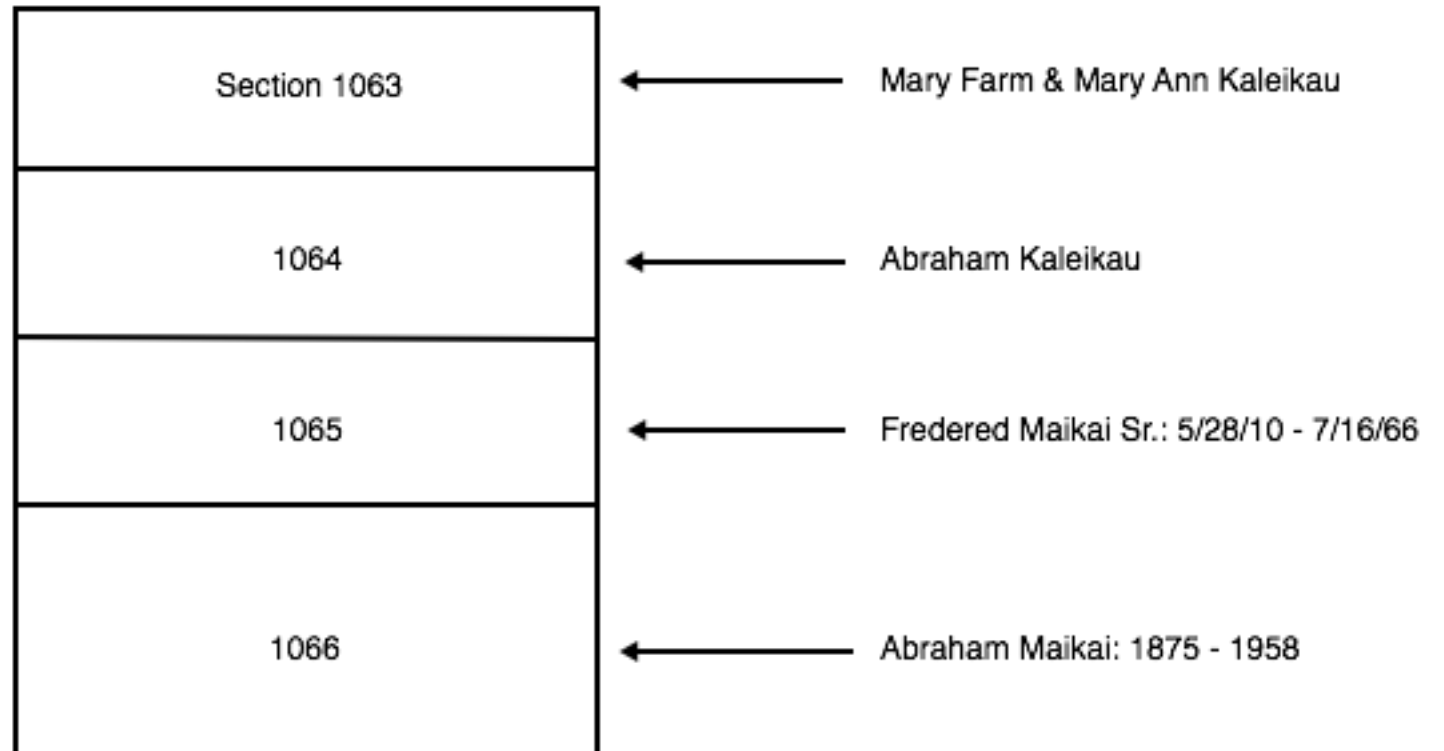 Section 1063
Mary Farm & Mary Ann Kaleikau
1064
Abraham Kaleikau
1065
Fredered Maikai Sr.: 5/28/10 - 7/16/66
1066
Abraham Maikai: 1875 - 1958